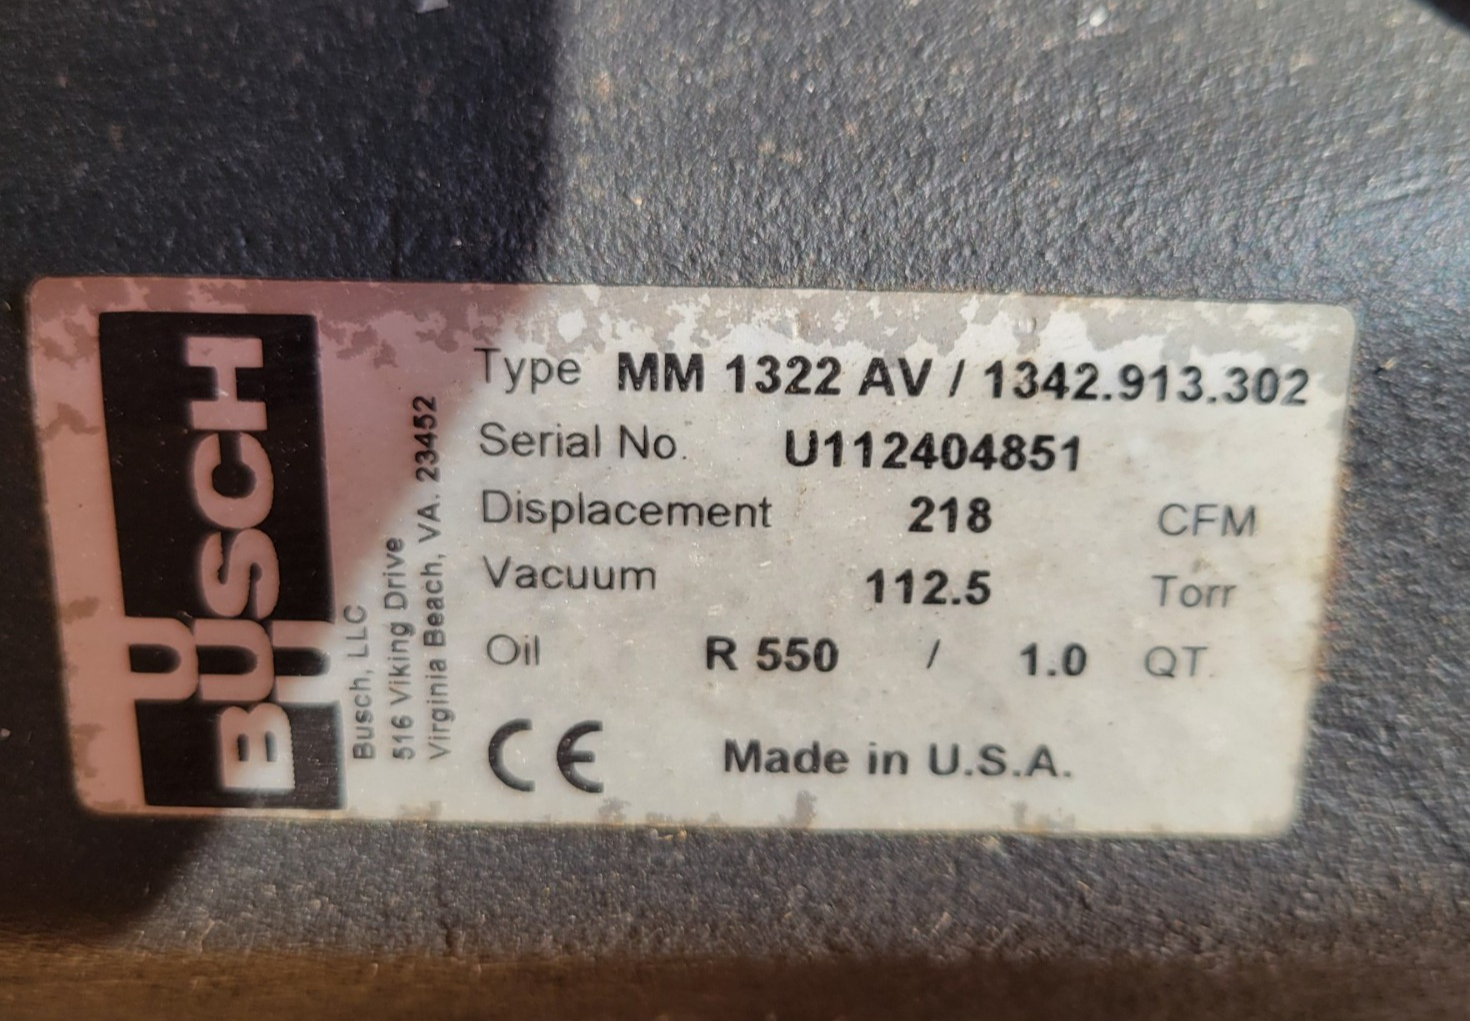 BUSCH
U
U
Busch, LLC
516 Viking Drive
Virginia Beach, VA. 23452
Type MM 1322 AV / 1342.913.302
Serial No. U112404851
Displacement 218 CFM
Vacuum 112.5 Torr
Oil R 550 / 1.0 QT.
CE Made in U.S.A.